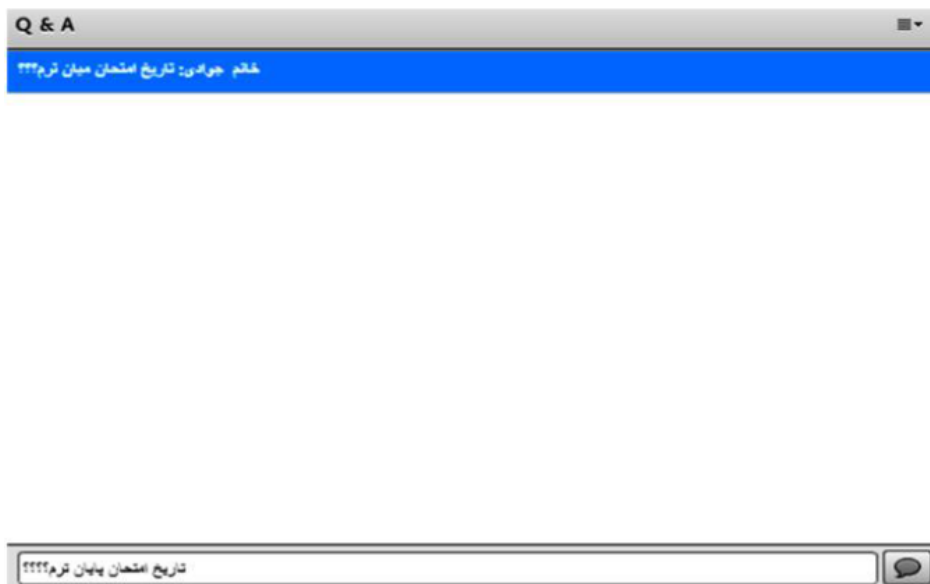 Q & A
خانم جوادی: تاریخ امتحان میان ترم؟؟؟
تاریخ امتحان پایان ترم؟؟؟؟